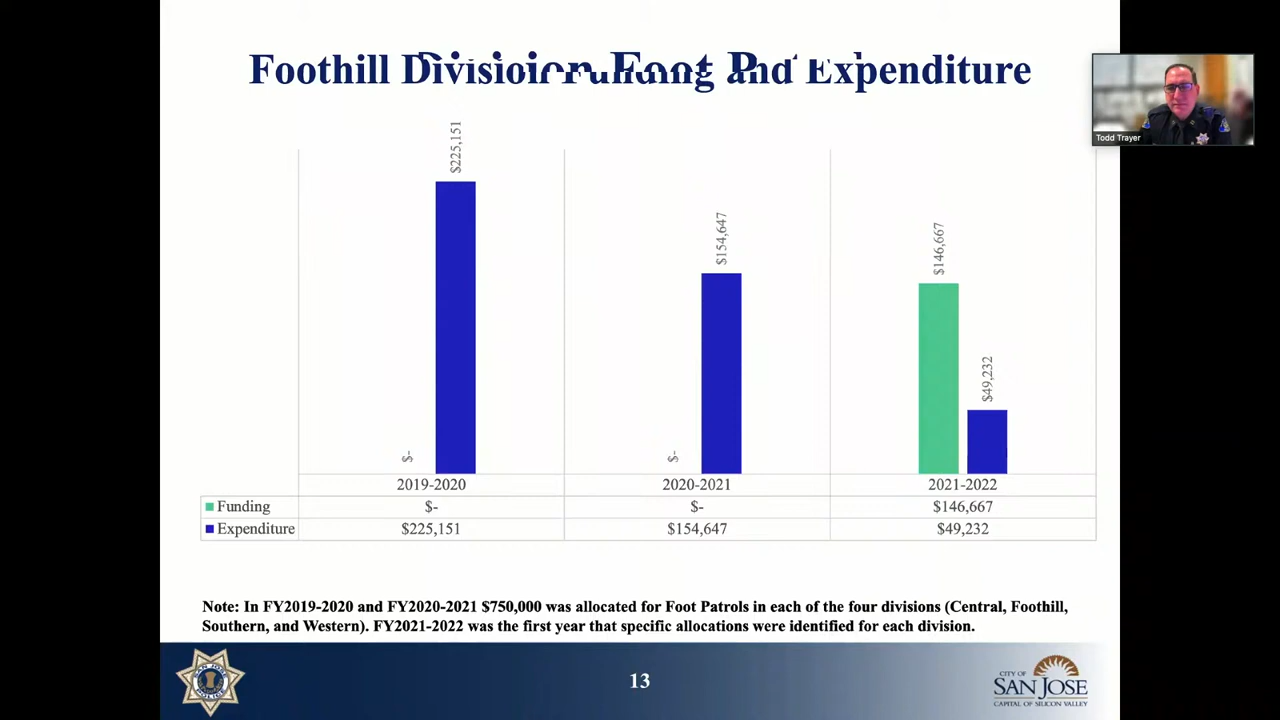 Foothill Division Funding and Expenditure
Todd Trayer
$225,151
$154,647
$146,667
$49,232
$-
$-
2019-2020
2020-2021
2021-2022
Funding
$-
$-
$146,667
Expenditure
$225,151
$154,647
$49,232
Note: In FY2019-2020 and FY2020-2021 $750,000 was allocated for Foot Patrols in each of the four divisions (Central, Foothill,
Southern, and Western). FY2021-2022 was the first year that specific allocations were identified for each division.
SAN JOSE
POLICE
13
CITY OF
SAN JOSE
CAPITAL OF SILICON VALLEY